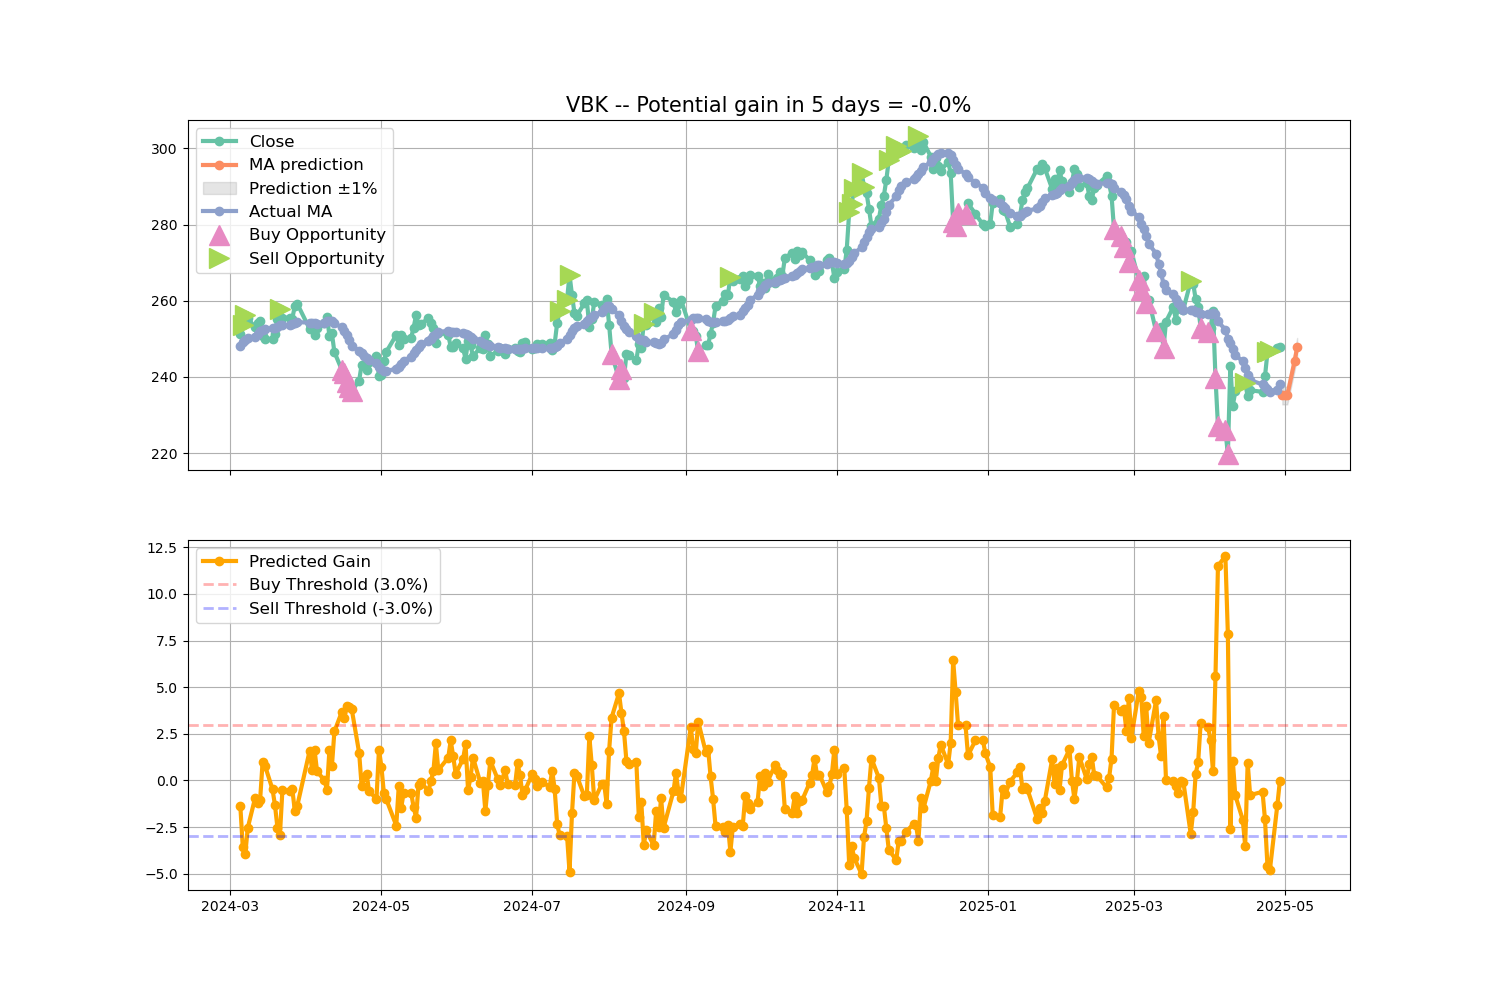 VBK -- Potential gain in 5 days = -0.0%
Close
MA prediction
Prediction ±1%
Actual MA
Buy Opportunity
Sell Opportunity
300
280
260
240
220
Predicted Gain
Buy Threshold (3.0%)
Sell Threshold (-3.0%)
12.5
10.0
7.5
5.0
2.5
0.0
−2.5
−5.0
2024-03 2024-05 2024-07 2024-09 2024-11 2025-01 2025-03 2025-05